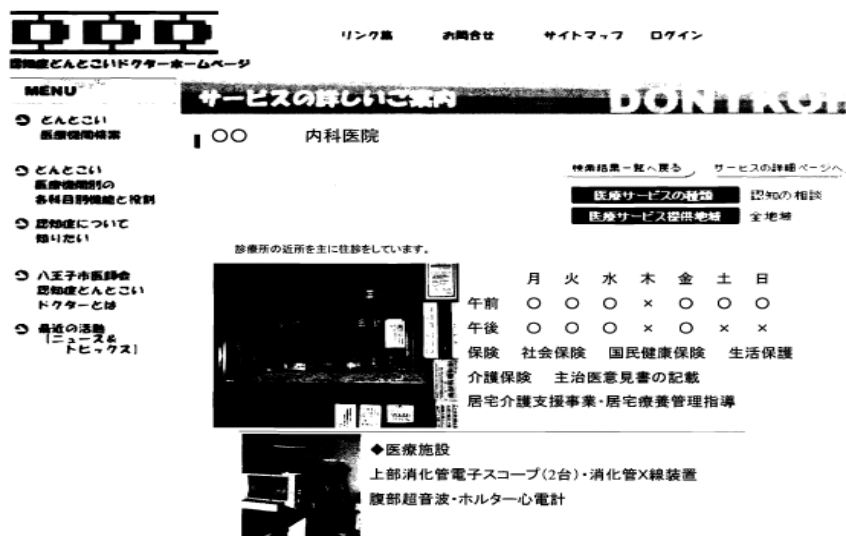 リンク集 お問合せ サイトマップ ログイン
認知症どんとこいドクターホームページ
MENU
サービスの詳しいご案内
DONTKOI
どんとこい
医療機関検索
○○ 内科医院
検索結果一覧へ戻る サービスの詳細ページへ
どんとこい
医療機関別の
各科目別機能と役割
医療サービスの種類 認知の相談
医療サービス提供地域 全地域
認知症について
知りたい
診療所の近所を主に往診をしています。
八王子市医師会
認知症どんとこい
ドクターとは
最近の活動
[ニュース&
トピックス]
月 火 水 木 金 土 日
午前 ○ ○ ○ × ○ ○ ○
午後 ○ ○ ○ × ○ × ×
保険 社会保険 国民健康保険 生活保護
介護保険 主治医意見書の記載
居宅介護支援事業・居宅療養管理指導
◆医療施設
上部消化管電子スコープ(2台)・消化管X線装置
腹部超音波・ホルター心電計